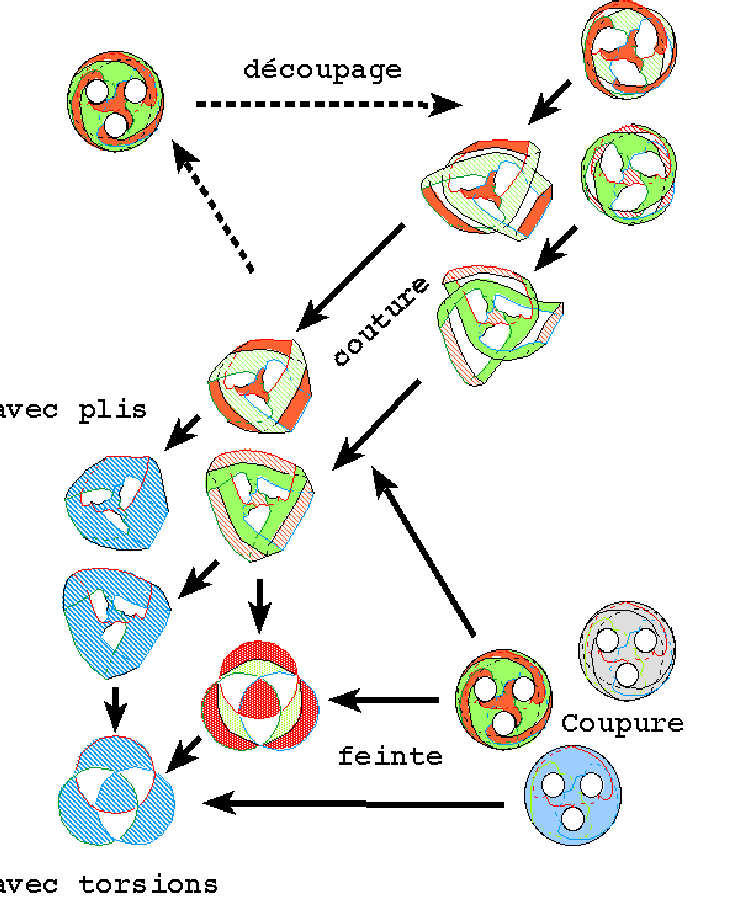 découpage
couture
avec plis
Coupure
feinte
avec torsions